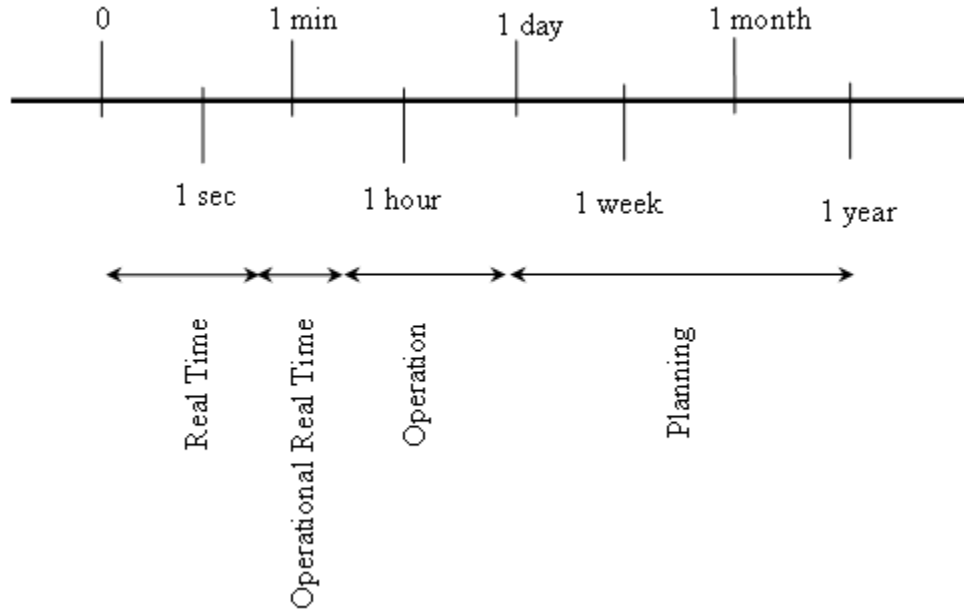 0
1 min
1 day
1 month
1 sec
1 hour
1 week
1 year
Real Time
Operational Real Time
Operation
Planning